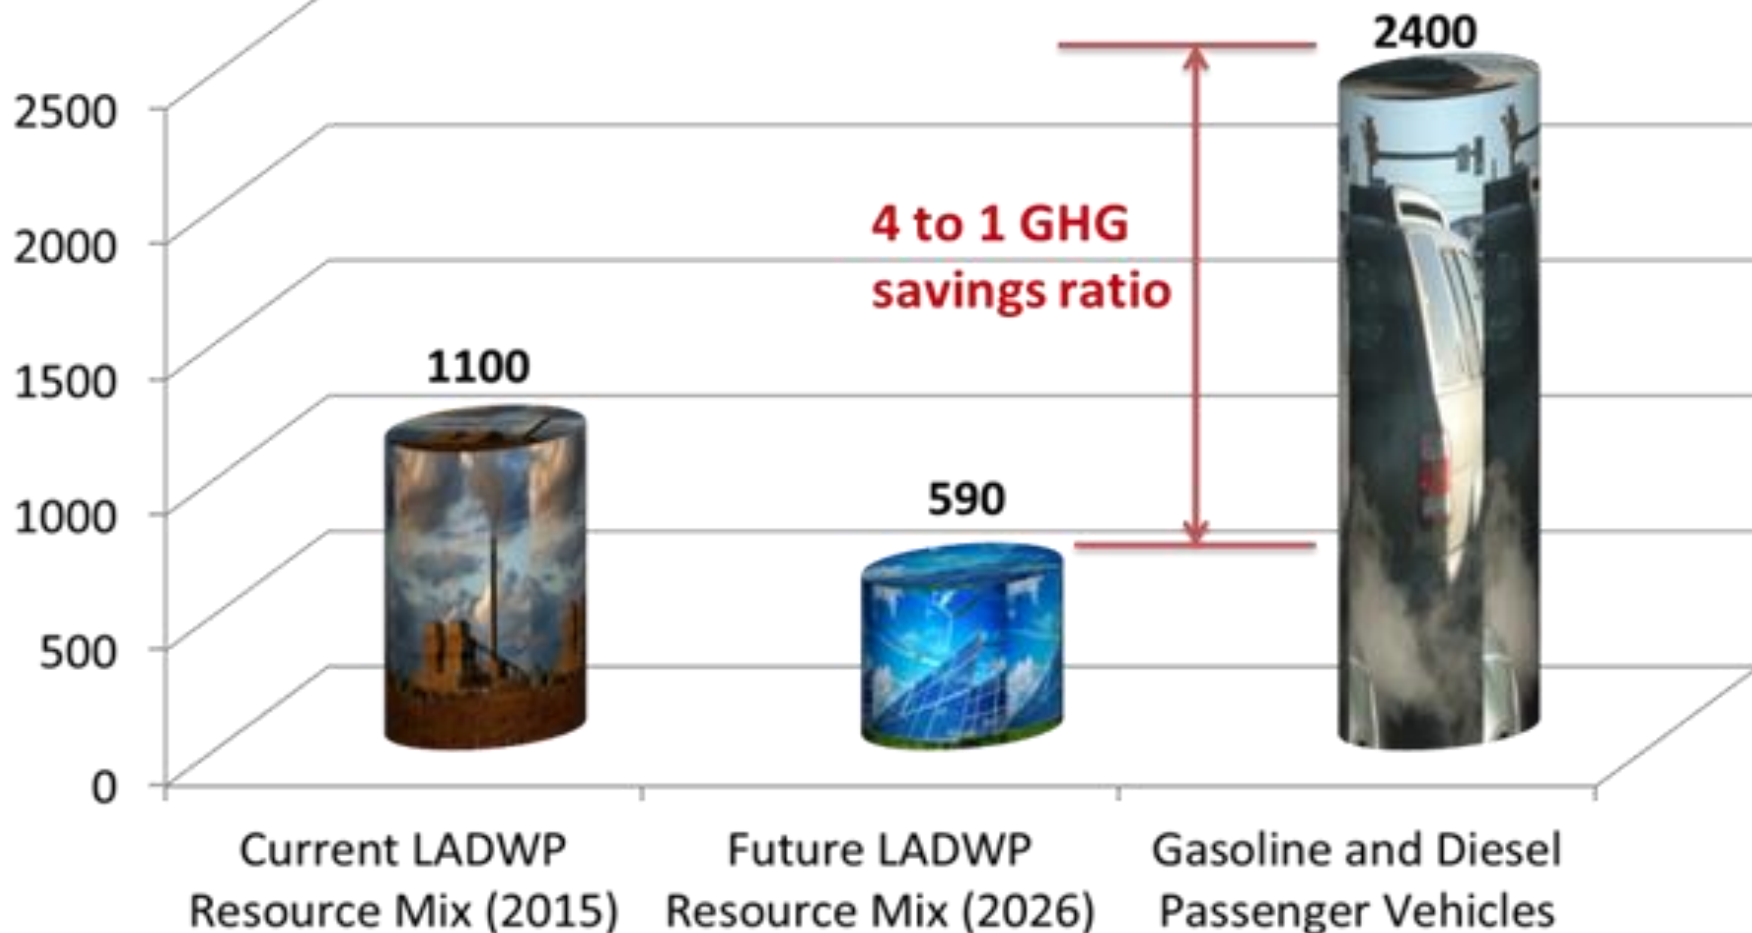 2400
2500
2000
4 to 1 GHG
savings ratio
1500
1100
1000
590
500
0
Current LADWP
Resource Mix (2015)
Future LADWP
Resource Mix (2026)
Gasoline and Diesel
Passenger Vehicles